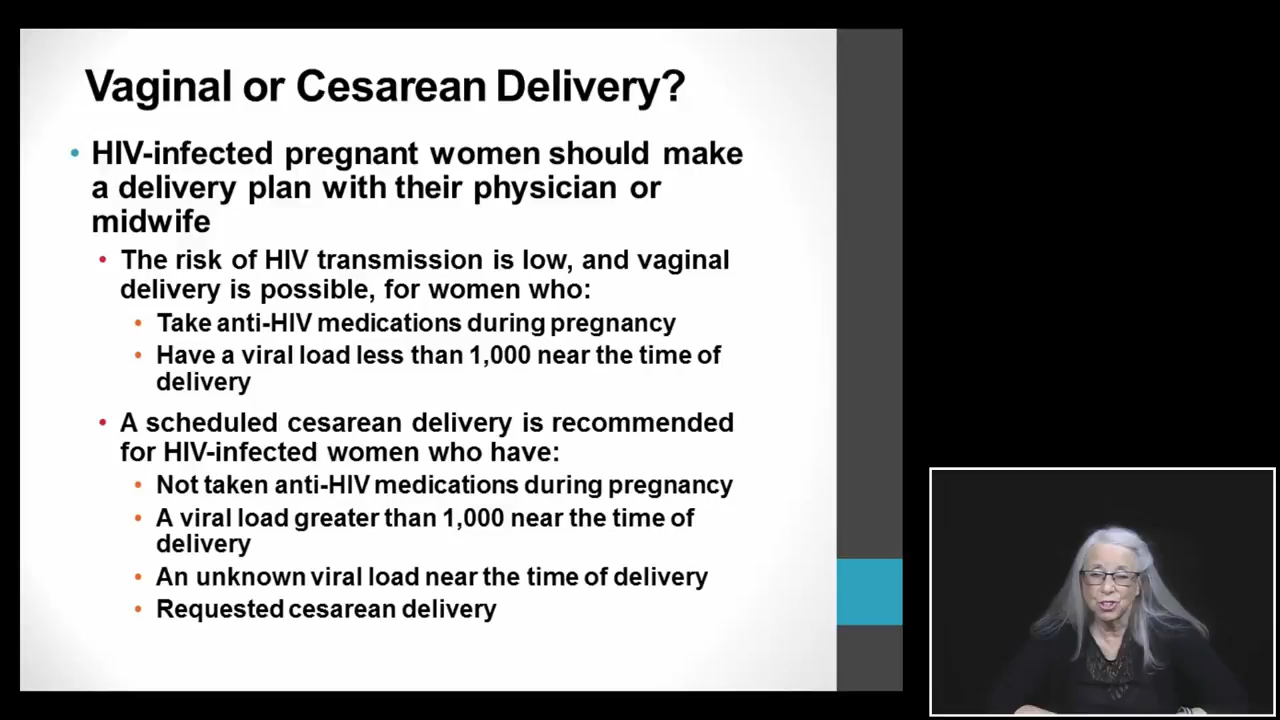 Vaginal or Cesarean Delivery?
• HIV-infected pregnant women should make
a delivery plan with their physician or
midwife
• The risk of HIV transmission is low, and vaginal
delivery is possible, for women who:
• Take anti-HIV medications during pregnancy
• Have a viral load less than 1,000 near the time of
delivery
• A scheduled cesarean delivery is recommended
for HIV-infected women who have:
• Not taken anti-HIV medications during pregnancy
• A viral load greater than 1,000 near the time of
delivery
• An unknown viral load near the time of delivery
• Requested cesarean delivery